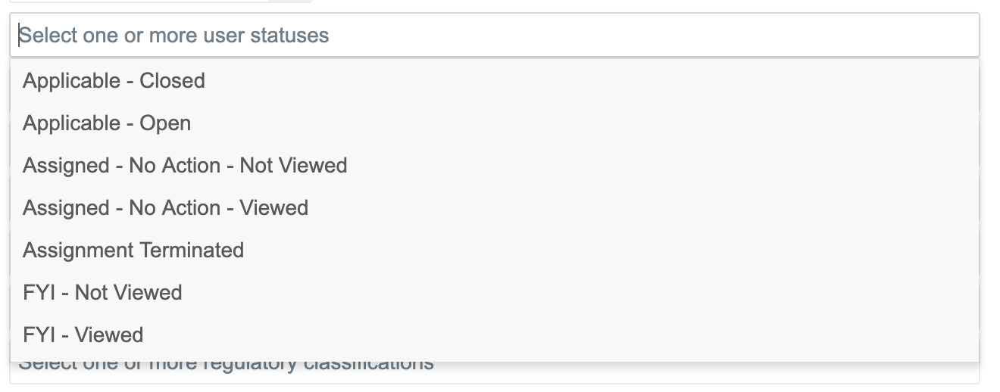 Select one or more user statuses
Applicable - Closed
Applicable - Open
Assigned - No Action - Not Viewed
Assigned - No Action - Viewed
Assignment Terminated
FYI - Not Viewed
FYI - Viewed
Select one or more regulatory classifications